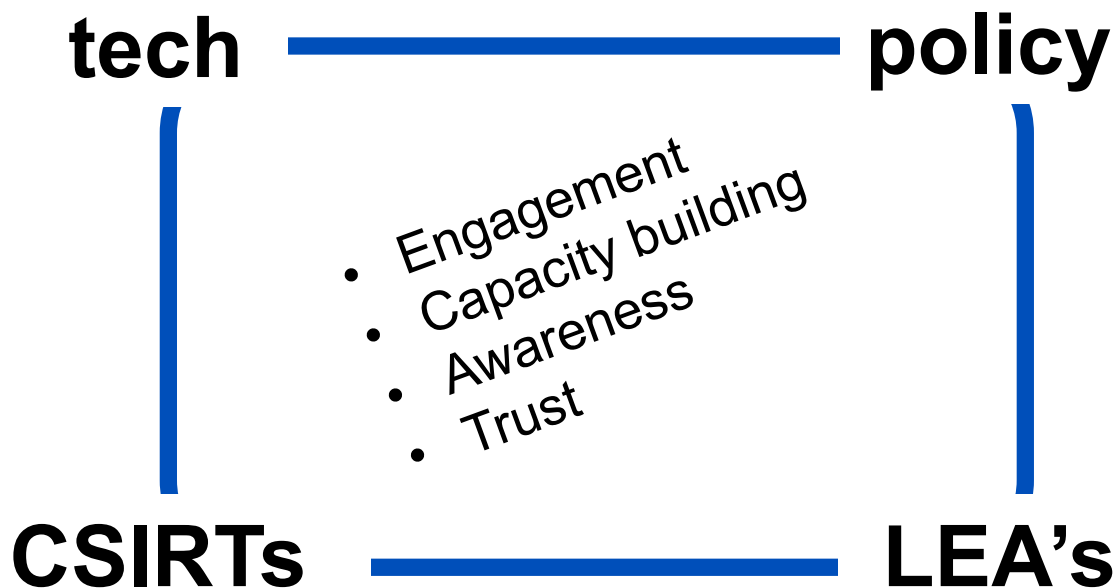 tech
policy
• Engagement
• Capacity building
• Awareness
• Trust
CSIRTs
LEA’s